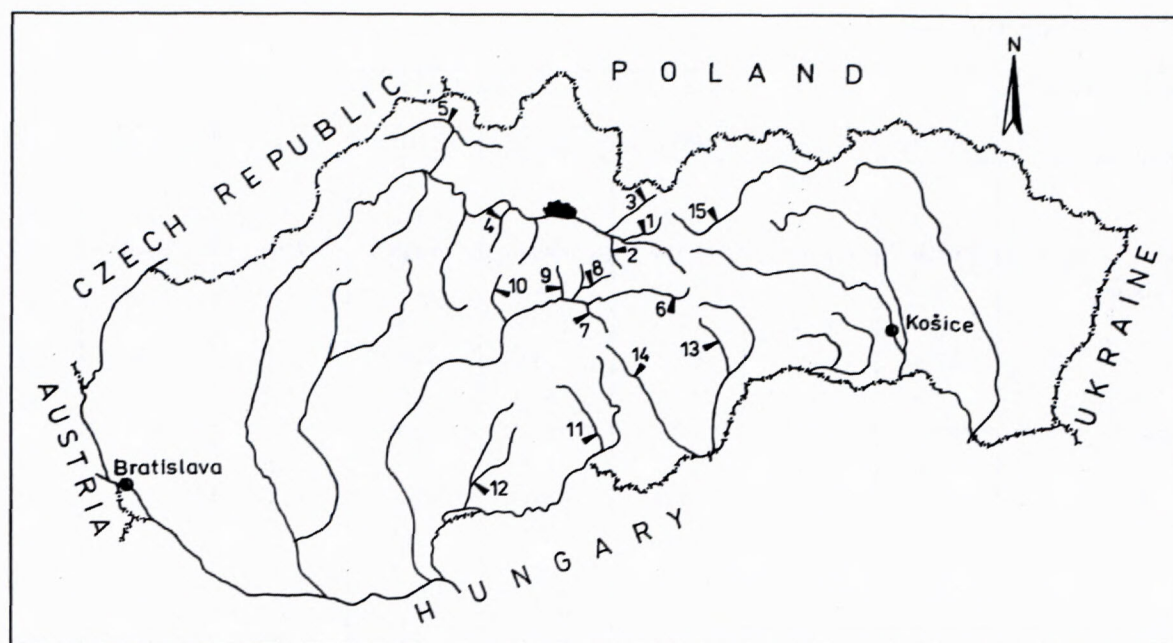 POLAND
N
CZECH REPUBLIC
5
3
1
15
4
2
10
9
8
6
7
Košice
13
14
UKRAINE
AUSTRIA
11
Bratislava
12
HUNGARY